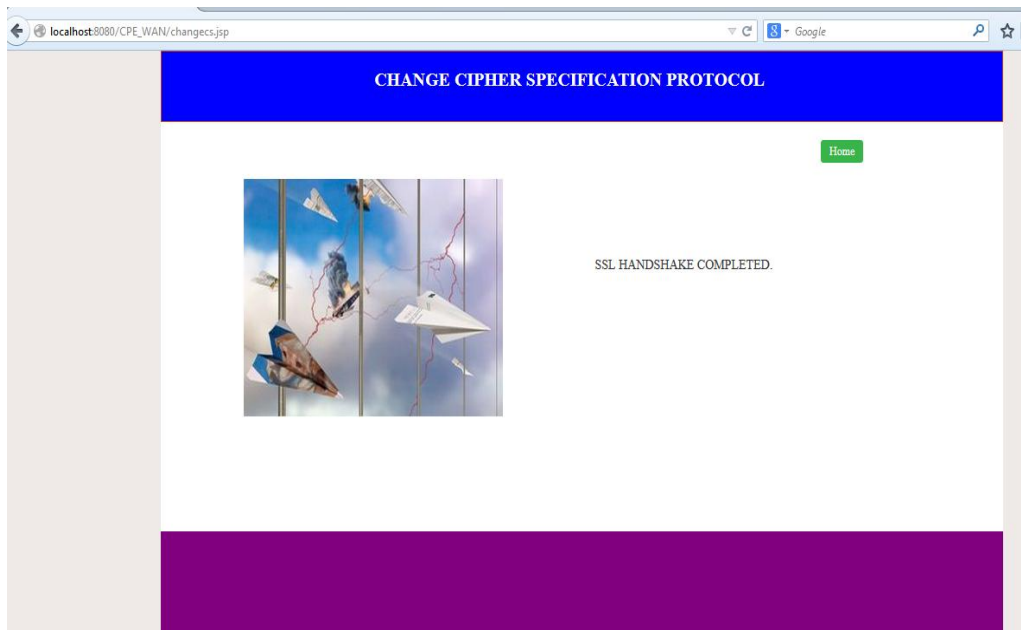 localhost:8080/CPE_WAN/changecs.jsp
Google
CHANGE CIPHER SPECIFICATION PROTOCOL
Home
SSL HANDSHAKE COMPLETED.